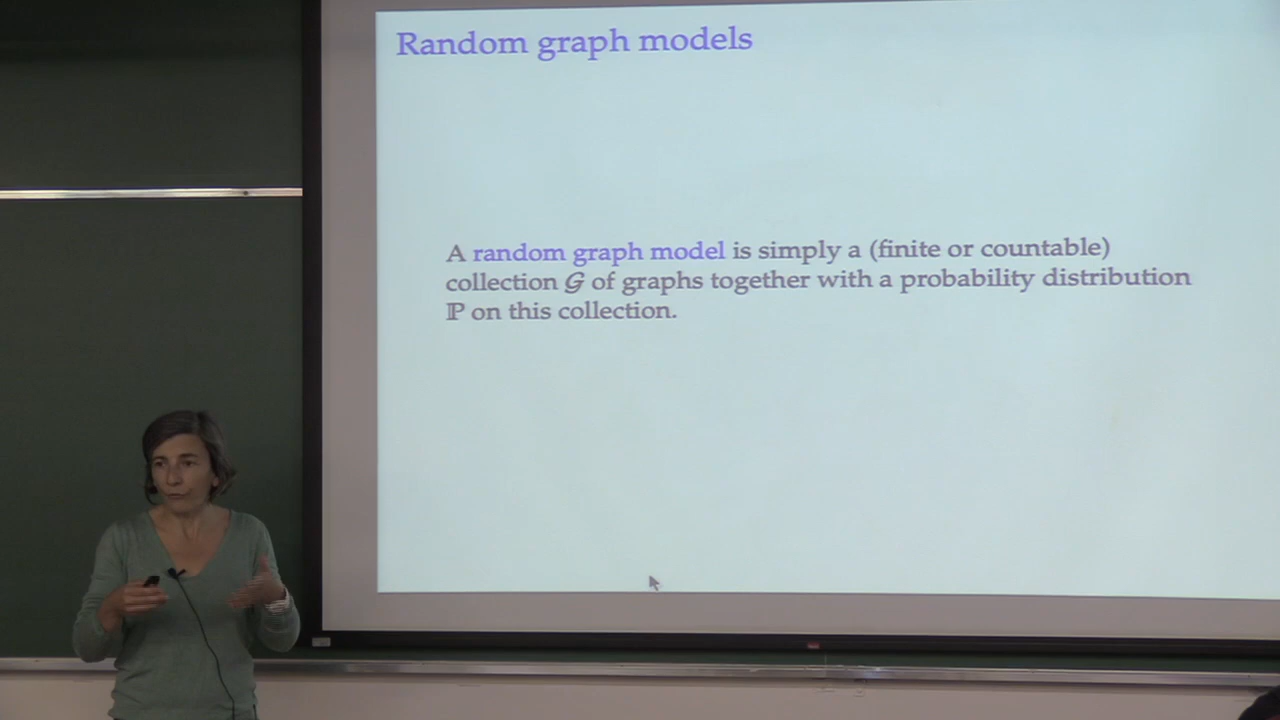 Random graph models
A random graph model is simply a (finite or countable)
collection 𝒢 of graphs together with a probability distribution
ℙ on this collection.